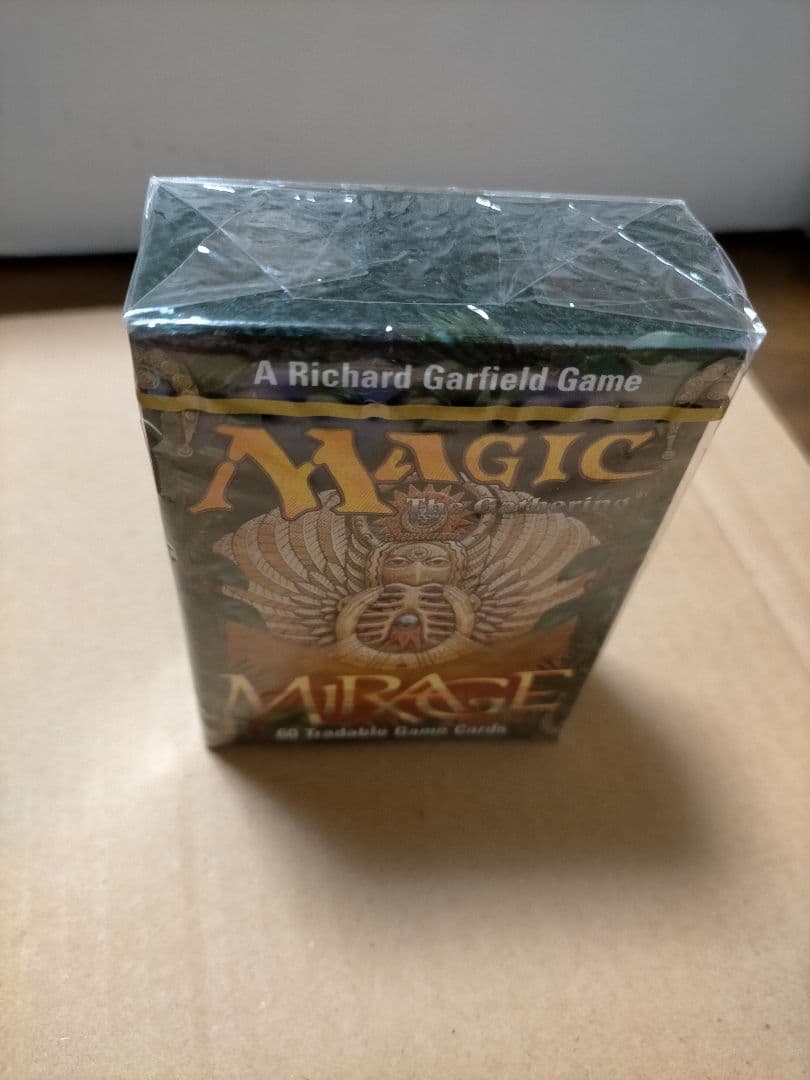 A Richard Garfield Game
MAGIC
The Gathering
MIRAGE
60 Tradable Game Cards